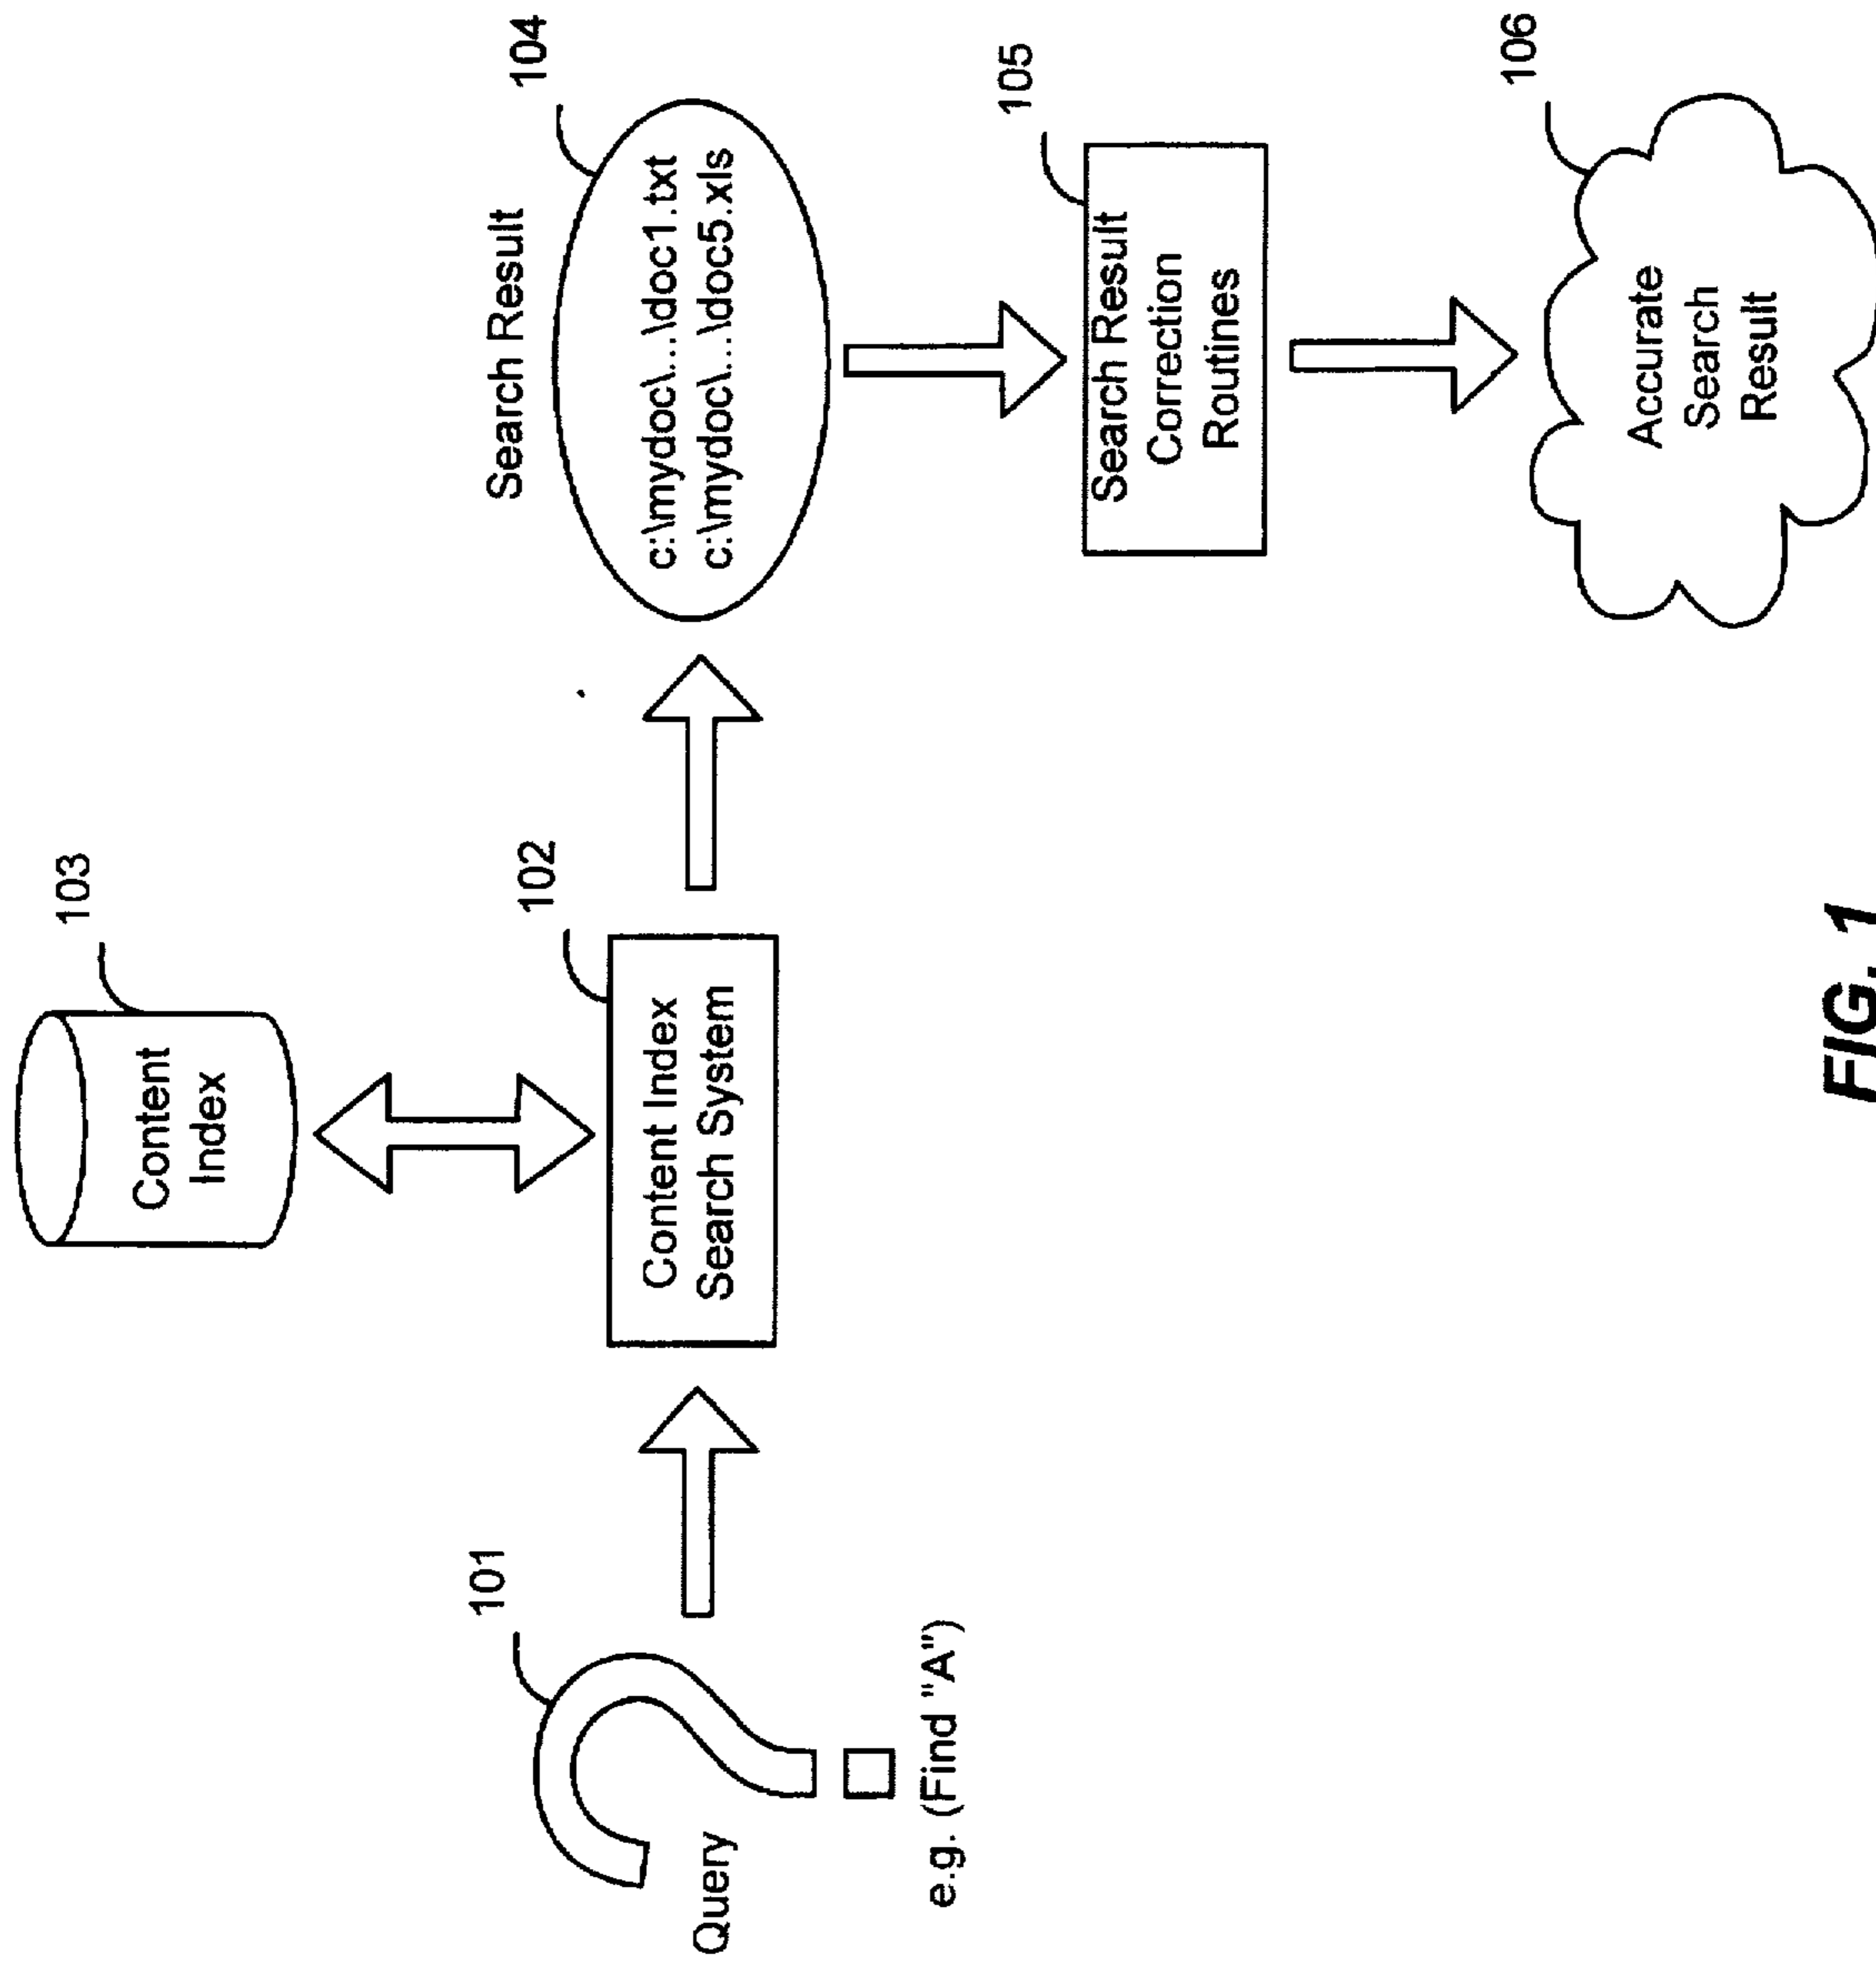 103
Content
Index
102
Content Index
Search System
101
Query
e.g. (Find "A")
104
Search Result
c:\mydoc\...\doc1.txt
c:\mydoc\...\doc5.xls
105
Search Result
Correction
Routines
106
Accurate
Search
Result
FIG. 1